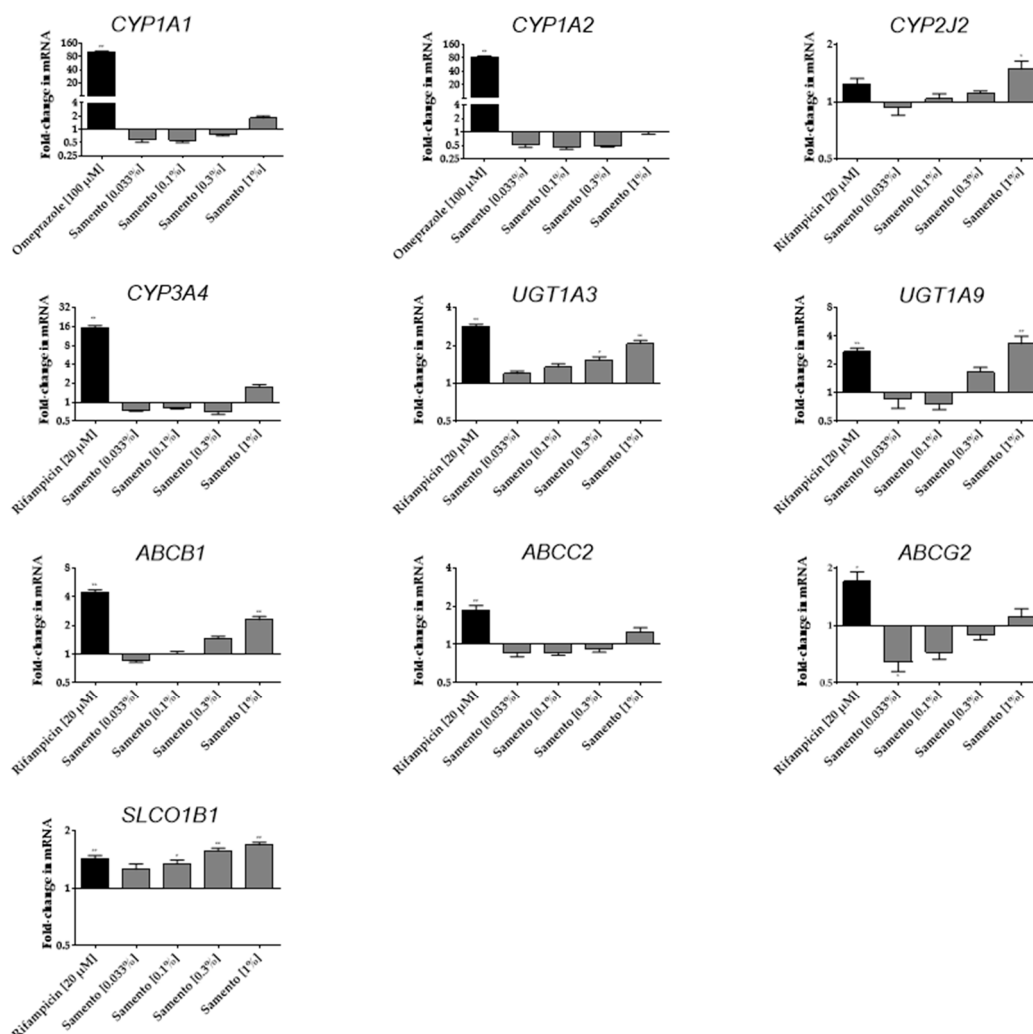 CYP1A1
Fold-change in mRNA
160
80
40
20
4
2
1
0.5
0.25
**
Omeprazole [100 µM]
Samento [0.033%]
Samento [0.1%]
Samento [0.3%]
Samento [1%]
CYP1A2
Fold-change in mRNA
160
80
40
20
4
2
1
0.5
0.25
**
Omeprazole [100 µM]
Samento [0.033%]
Samento [0.1%]
Samento [0.3%]
Samento [1%]
CYP2J2
Fold-change in mRNA
2
1
0.5
*
Rifampicin [20 µM]
Samento [0.033%]
Samento [0.1%]
Samento [0.3%]
Samento [1%]
CYP3A4
Fold-change in mRNA
32
16
8
4
2
1
0.5
**
Rifampicin [20 µM]
Samento [0.033%]
Samento [0.1%]
Samento [0.3%]
Samento [1%]
UGT1A3
Fold-change in mRNA
4
2
1
**
*
**
Rifampicin [20 µM]
Samento [0.033%]
Samento [0.1%]
Samento [0.3%]
Samento [1%]
UGT1A9
Fold-change in mRNA
8
4
2
1
0.5
**
**
Rifampicin [20 µM]
Samento [0.033%]
Samento [0.1%]
Samento [0.3%]
Samento [1%]
ABCB1
Fold-change in mRNA
8
4
2
1
0.5
**
**
Rifampicin [20 µM]
Samento [0.033%]
Samento [0.1%]
Samento [0.3%]
Samento [1%]
ABCC2
Fold-change in mRNA
4
2
1
0.5
**
Rifampicin [20 µM]
Samento [0.033%]
Samento [0.1%]
Samento [0.3%]
Samento [1%]
ABCG2
Fold-change in mRNA
2
1
0.5
*
*
Rifampicin [20 µM]
Samento [0.033%]
Samento [0.1%]
Samento [0.3%]
Samento [1%]
SLCO1B1
Fold-change in mRNA
2
1
0.5
**
*
**
**
Rifampicin [20 µM]
Samento [0.033%]
Samento [0.1%]
Samento [0.3%]
Samento [1%]